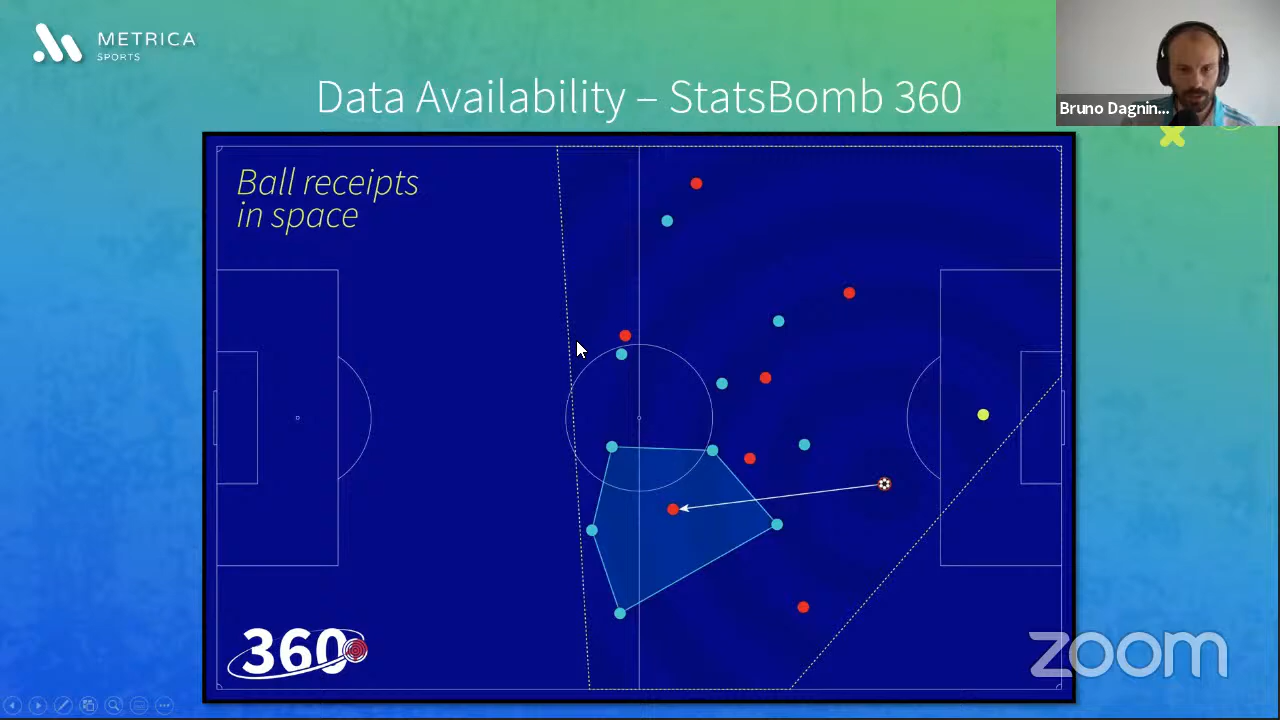 METRICA
SPORTS
Data Availability – StatsBomb 360
Bruno Dagnin...
Ball receipts
in space
360
zoom